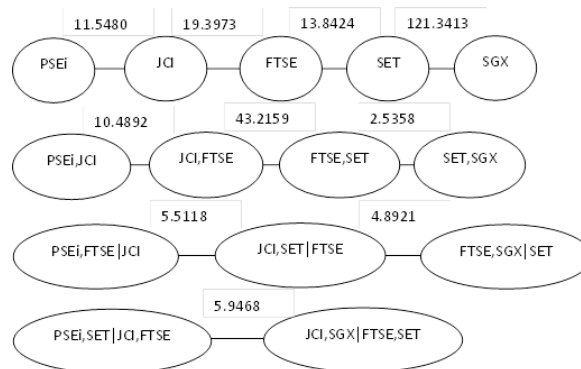 11.5480 19.3973 13.8424 121.3413
PSEi JCI FTSE SET SGX
10.4892 43.2159 2.5358
PSEi,JCI JCI,FTSE FTSE,SET SET,SGX
5.5118 4.8921
PSEi,FTSE|JCI JCI,SET|FTSE FTSE,SGX|SET
5.9468
PSEi,SET|JCI,FTSE JCI,SGX|FTSE,SET